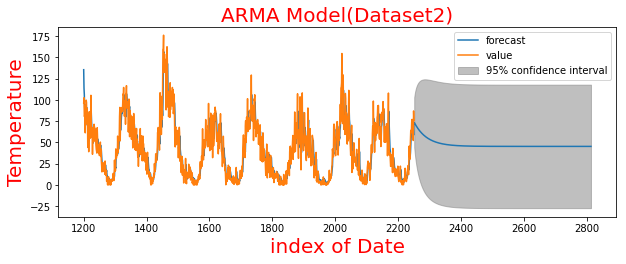 ARMA Model(Dataset2)
forecast
value
95% confidence interval
175
150
125
100
75
50
25
0
−25
Temperature
1200 1400 1600 1800 2000 2200 2400 2600 2800
index of Date